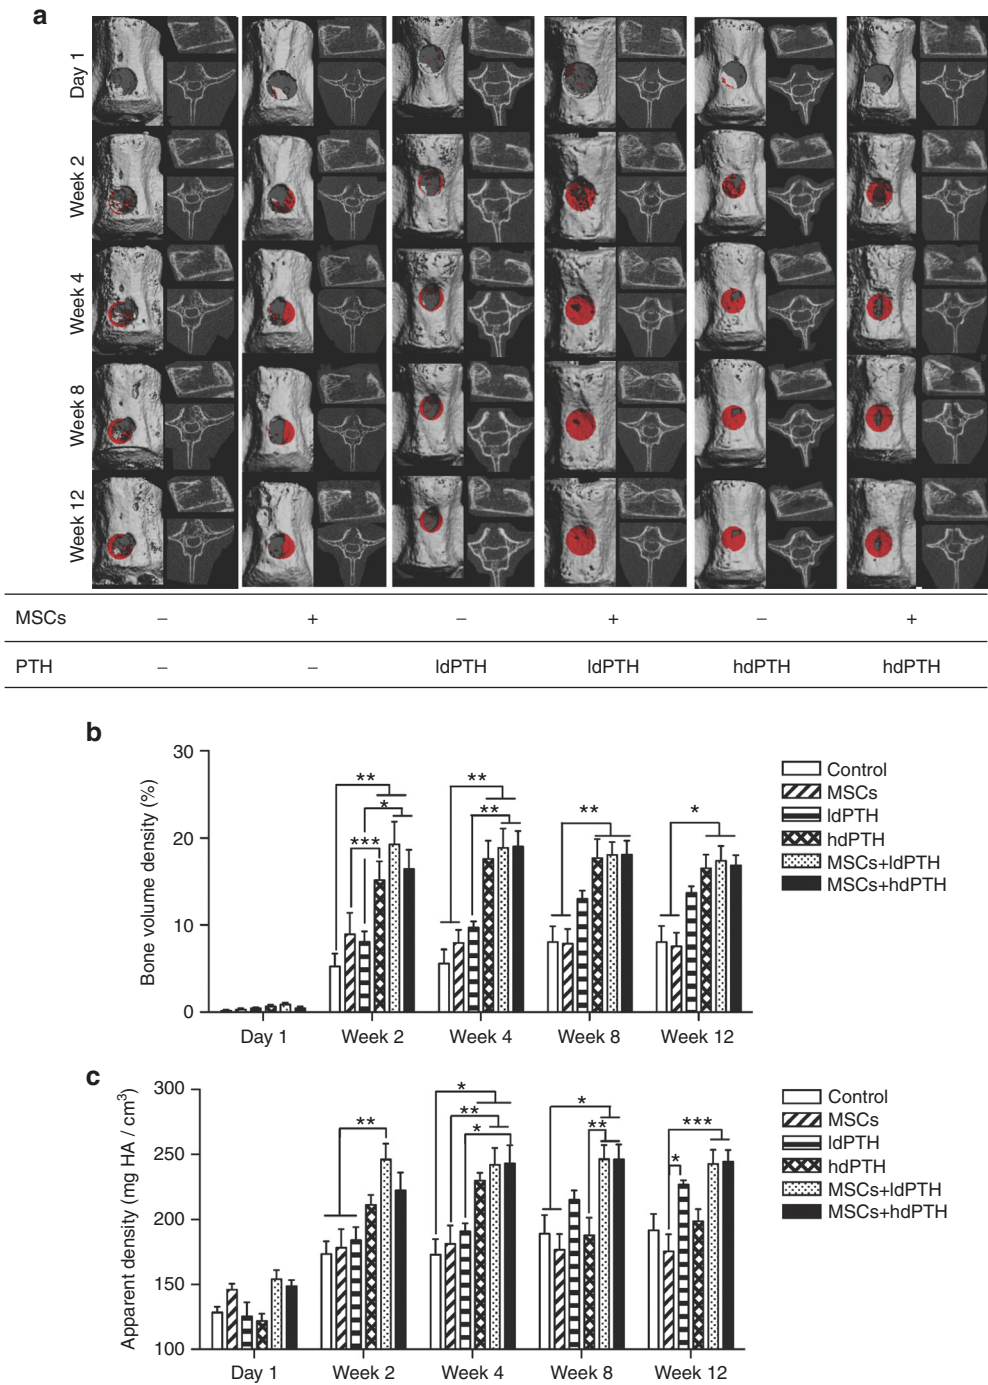 a
Day 1
Week 2
Week 4
Week 8
Week 12
MSCs – + – + – +
PTH – – ldPTH ldPTH hdPTH hdPTH
b
Bone volume density (%)
30
20
10
0
** * *** ** ** ** *
Day 1 Week 2 Week 4 Week 8 Week 12
Control
MSCs
ldPTH
hdPTH
MSCs+ldPTH
MSCs+hdPTH
c
Apparent density (mg HA / cm³)
300
250
200
150
100
** * ** * * ** *** *
Day 1 Week 2 Week 4 Week 8 Week 12
Control
MSCs
ldPTH
hdPTH
MSCs+ldPTH
MSCs+hdPTH